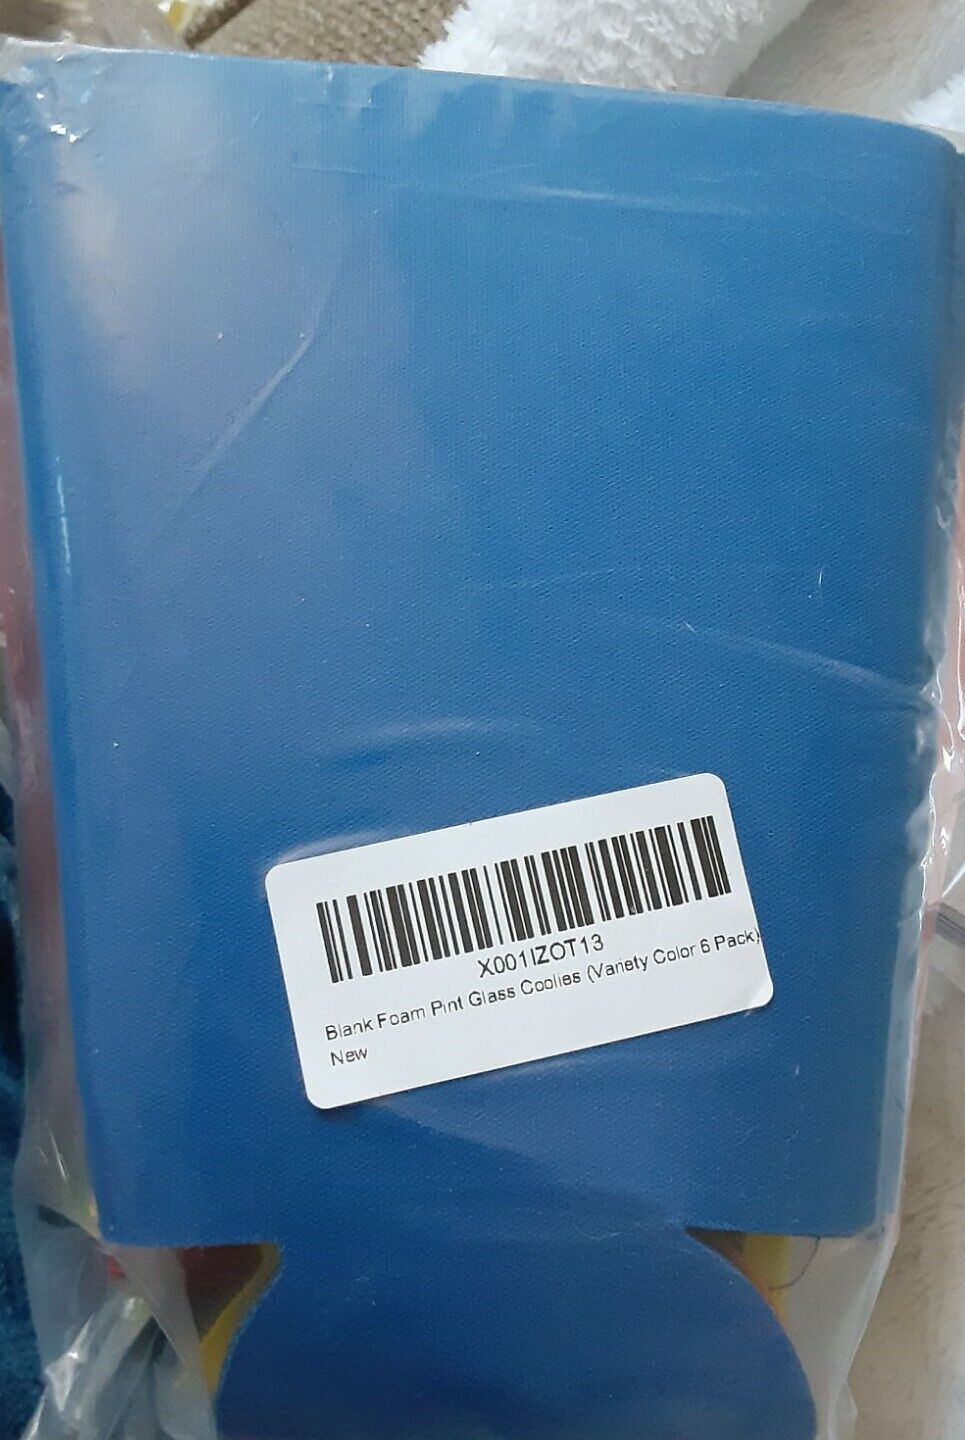 X001IZOT13
Blank Foam Pint Glass Coolies (Variety Color 6 Pack)
New